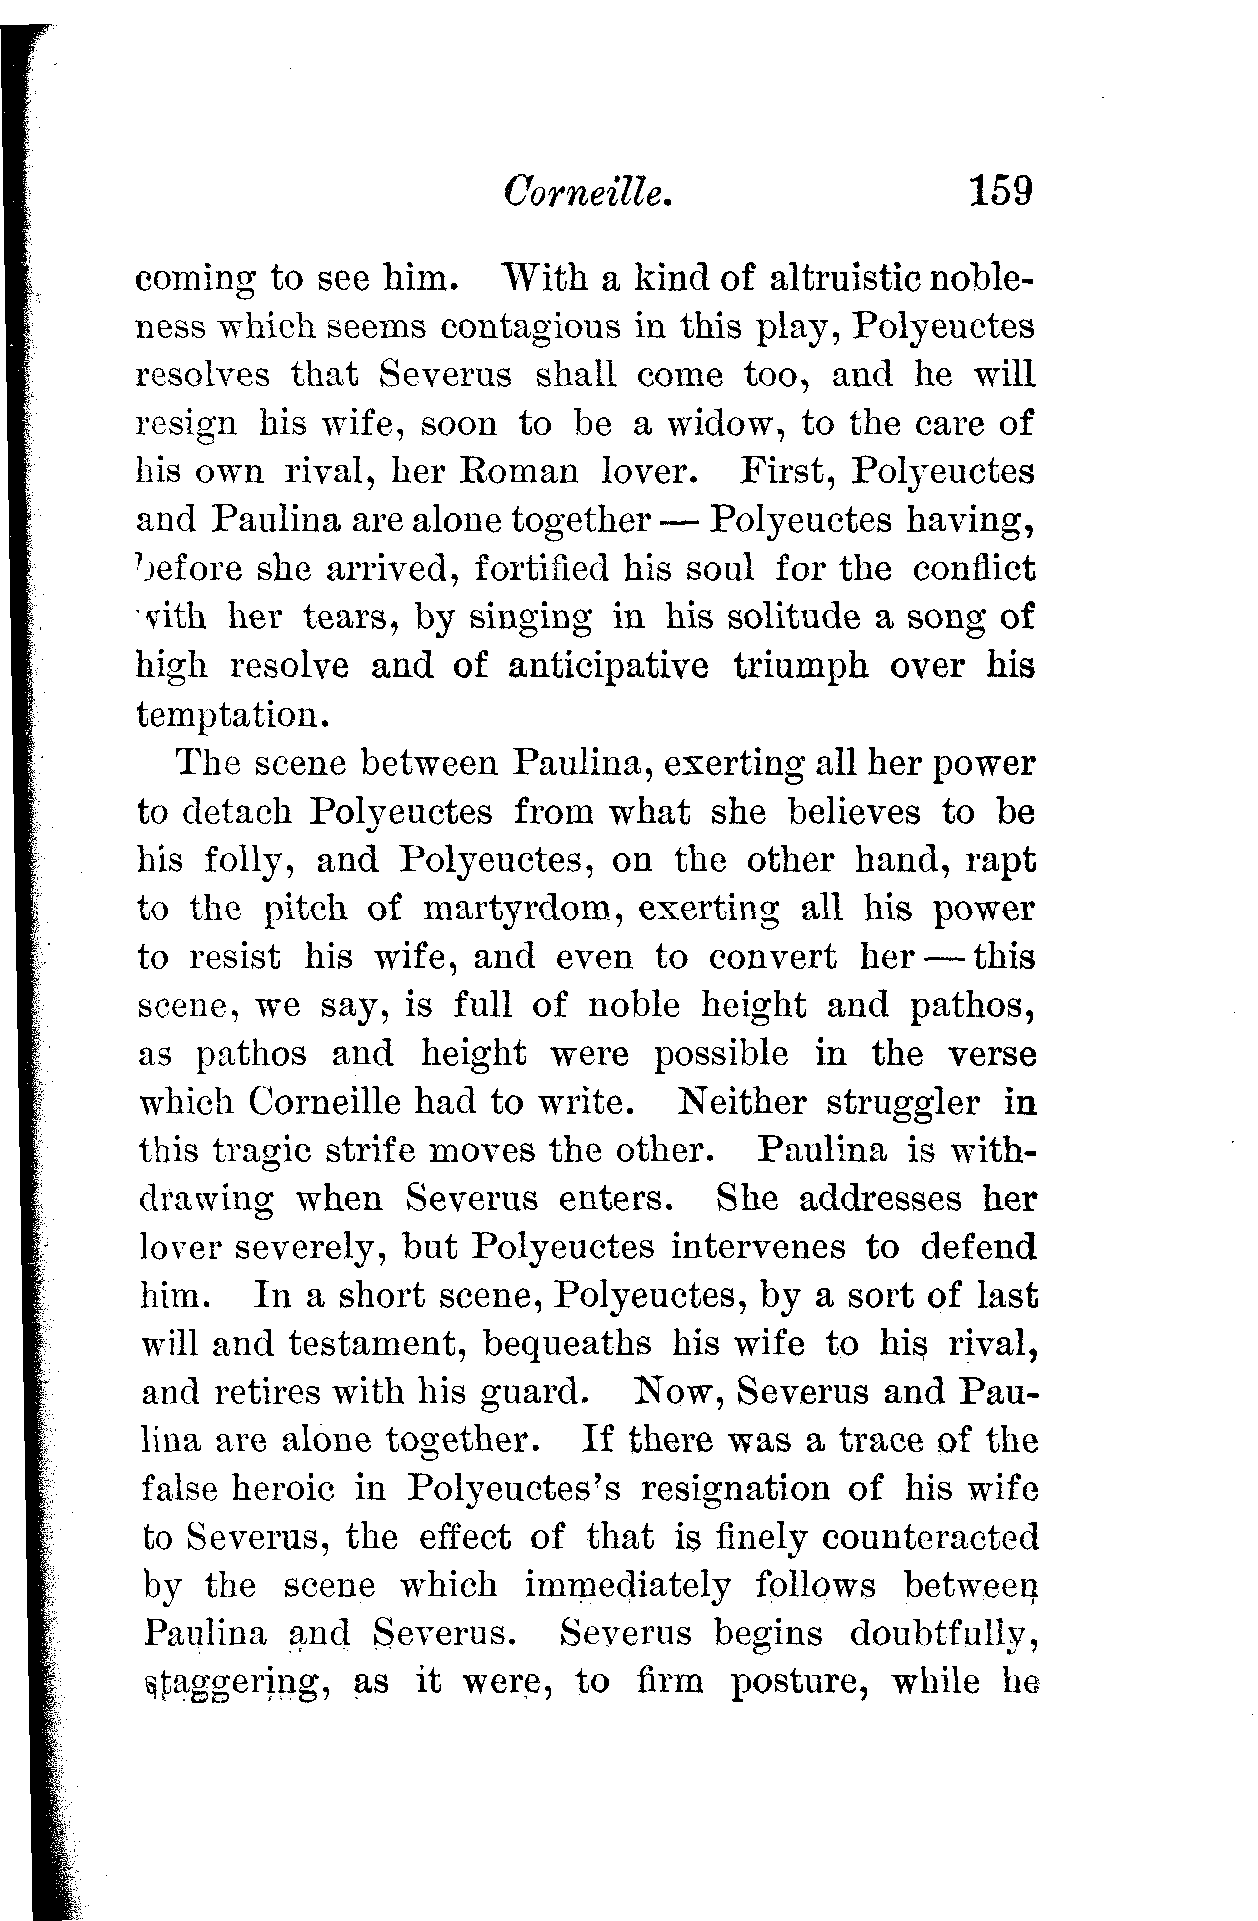 Corneille. 159
coming to see him. With a kind of altruistic noble-
ness which seems contagious in this play, Polyeuctes
resolves that Severus shall come too, and he will
resign his wife, soon to be a widow, to the care of
his own rival, her Roman lover. First, Polyeuctes
and Paulina are alone together — Polyeuctes having,
before she arrived, fortified his soul for the conflict
with her tears, by singing in his solitude a song of
high resolve and of anticipative triumph over his
temptation.
The scene between Paulina, exerting all her power
to detach Polyeuctes from what she believes to be
his folly, and Polyeuctes, on the other hand, rapt
to the pitch of martyrdom, exerting all his power
to resist his wife, and even to convert her — this
scene, we say, is full of noble height and pathos,
as pathos and height were possible in the verse
which Corneille had to write. Neither struggler in
this tragic strife moves the other. Paulina is with-
drawing when Severus enters. She addresses her
lover severely, but Polyeuctes intervenes to defend
him. In a short scene, Polyeuctes, by a sort of last
will and testament, bequeaths his wife to his rival,
and retires with his guard. Now, Severus and Pau-
lina are alone together. If there was a trace of the
false heroic in Polyeuctes's resignation of his wife
to Severus, the effect of that is finely counteracted
by the scene which immediately follows between
Paulina and Severus. Severus begins doubtfully,
staggering, as it were, to firm posture, while he